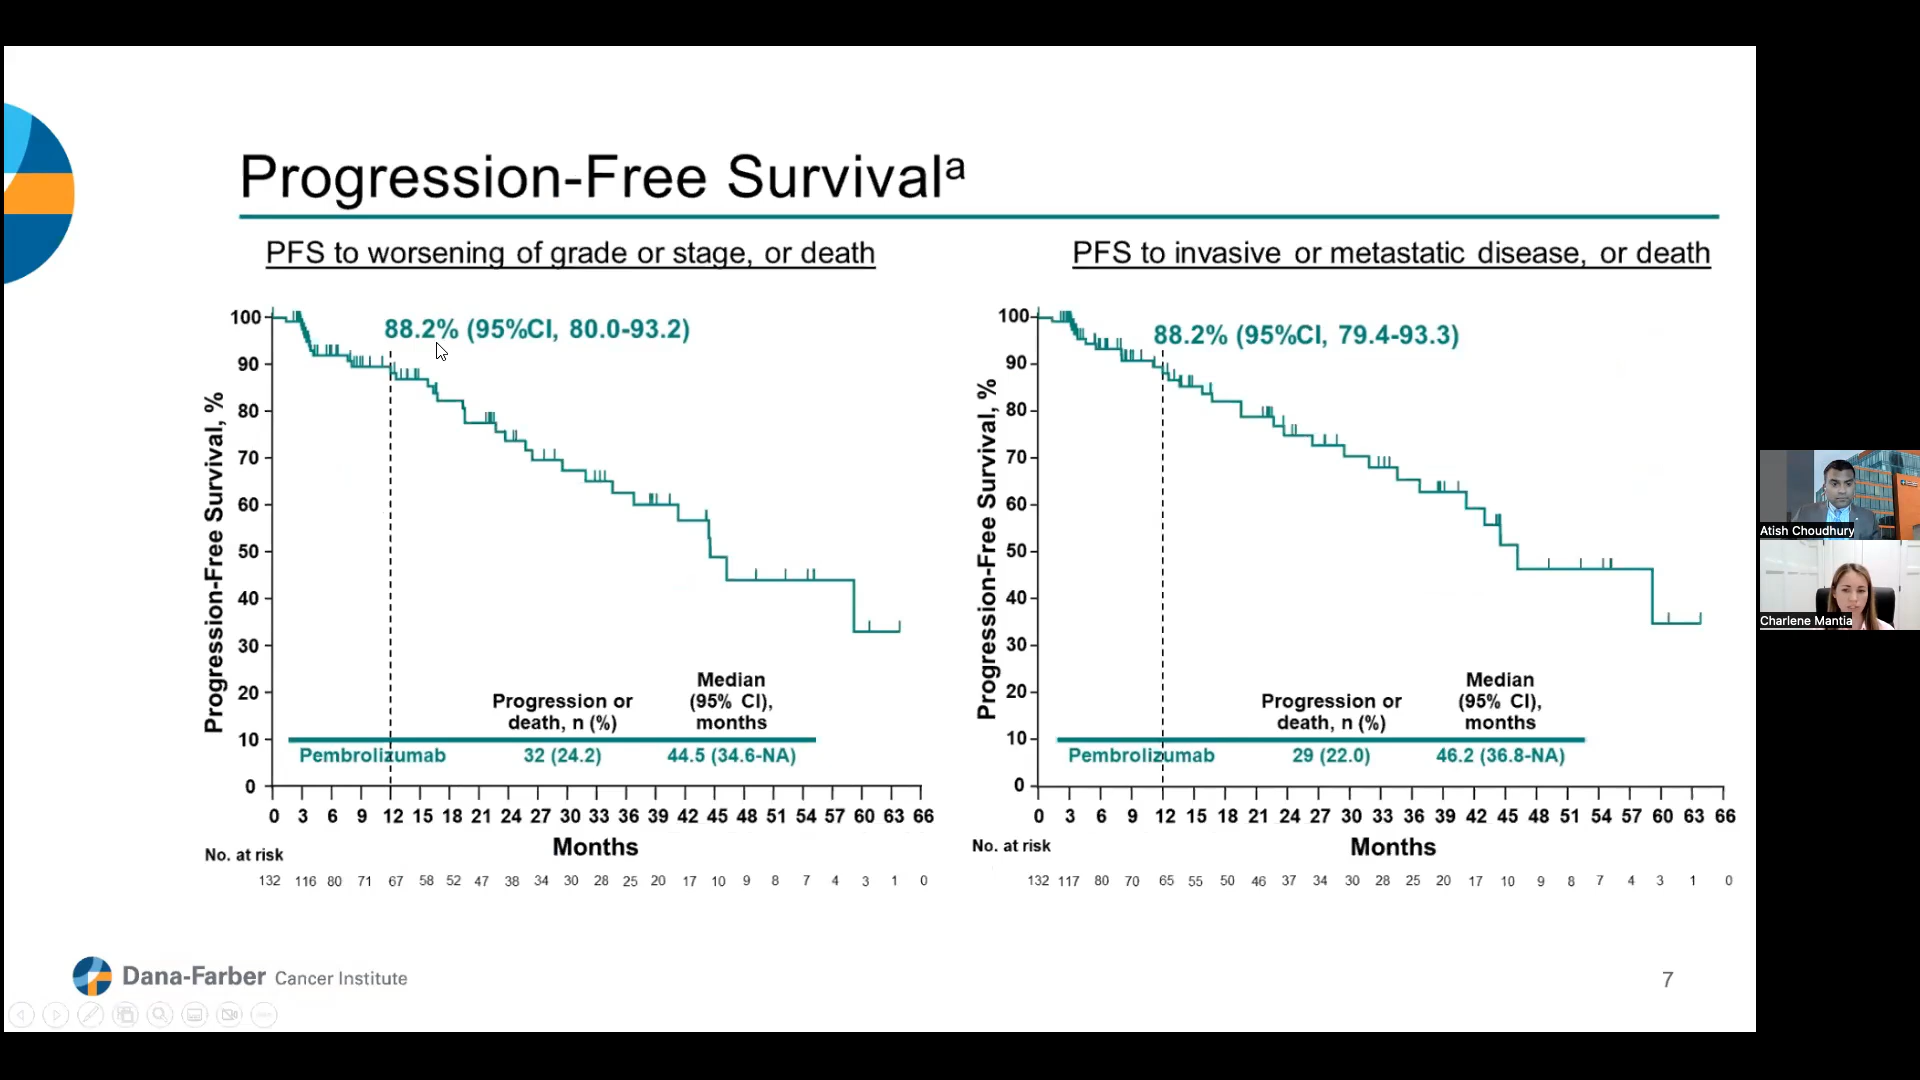 Progression-Free Survivalᵃ
PFS to worsening of grade or stage, or death
88.2% (95%CI, 80.0-93.2)
Progression-Free Survival, %
100
90
80
70
60
50
40
30
20
10
0
Progression or death, n (%)
Median (95% CI), months
Pembrolizumab 32 (24.2) 44.5 (34.6-NA)
0 3 6 9 12 15 18 21 24 27 30 33 36 39 42 45 48 51 54 57 60 63 66
Months
No. at risk
132 116 80 71 67 58 52 47 38 34 30 28 25 20 17 10 9 8 7 4 3 1 0
PFS to invasive or metastatic disease, or death
88.2% (95%CI, 79.4-93.3)
Progression-Free Survival, %
100
90
80
70
60
50
40
30
20
10
0
Progression or death, n (%)
Median (95% CI), months
Pembrolizumab 29 (22.0) 46.2 (36.8-NA)
0 3 6 9 12 15 18 21 24 27 30 33 36 39 42 45 48 51 54 57 60 63 66
Months
No. at risk
132 117 80 70 65 55 50 46 37 34 30 28 25 20 17 10 9 8 7 4 3 1 0
Dana-Farber Cancer Institute
7
Atish Choudhury
Charlene Mantia